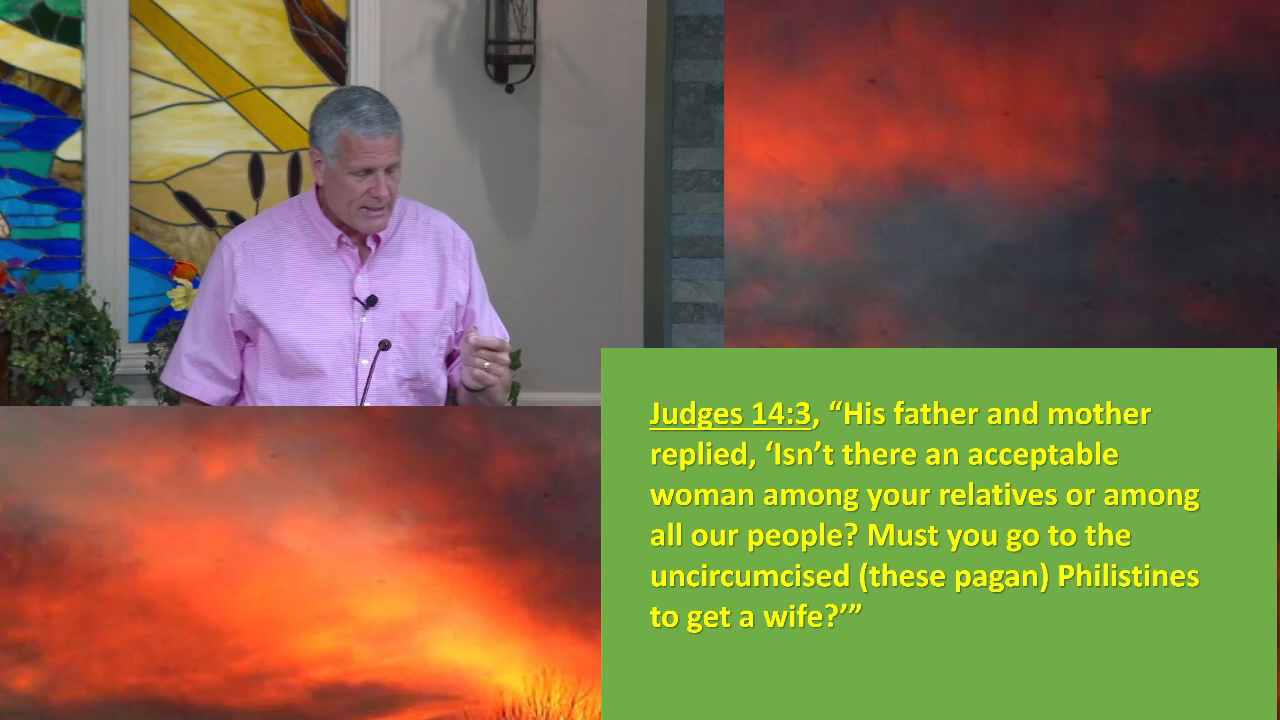 Judges 14:3, “His father and mother
replied, ‘Isn’t there an acceptable
woman among your relatives or among
all our people? Must you go to the
uncircumcised (these pagan) Philistines
to get a wife?’”